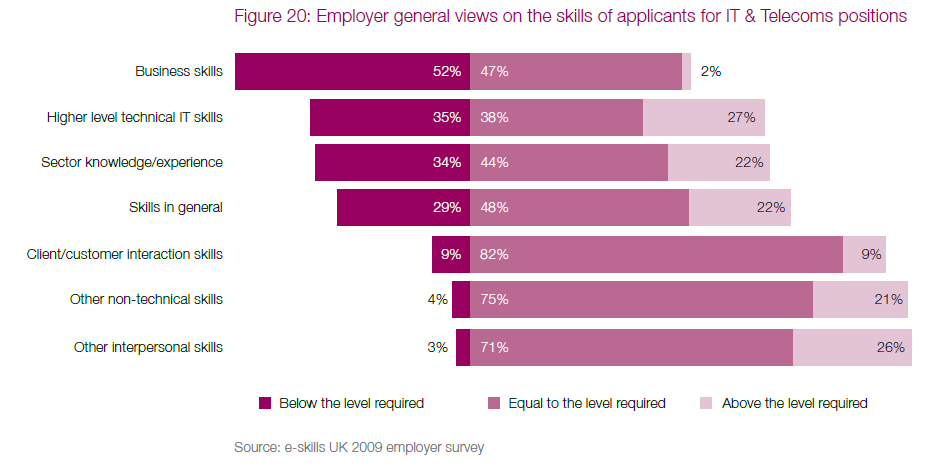 Figure 20: Employer general views on the skills of applicants for IT & Telecoms positions
Business skills 52% 47% 2%
Higher level technical IT skills 35% 38% 27%
Sector knowledge/experience 34% 44% 22%
Skills in general 29% 48% 22%
Client/customer interaction skills 9% 82% 9%
Other non-technical skills 4% 75% 21%
Other interpersonal skills 3% 71% 26%
Below the level required Equal to the level required Above the level required
Source: e-skills UK 2009 employer survey